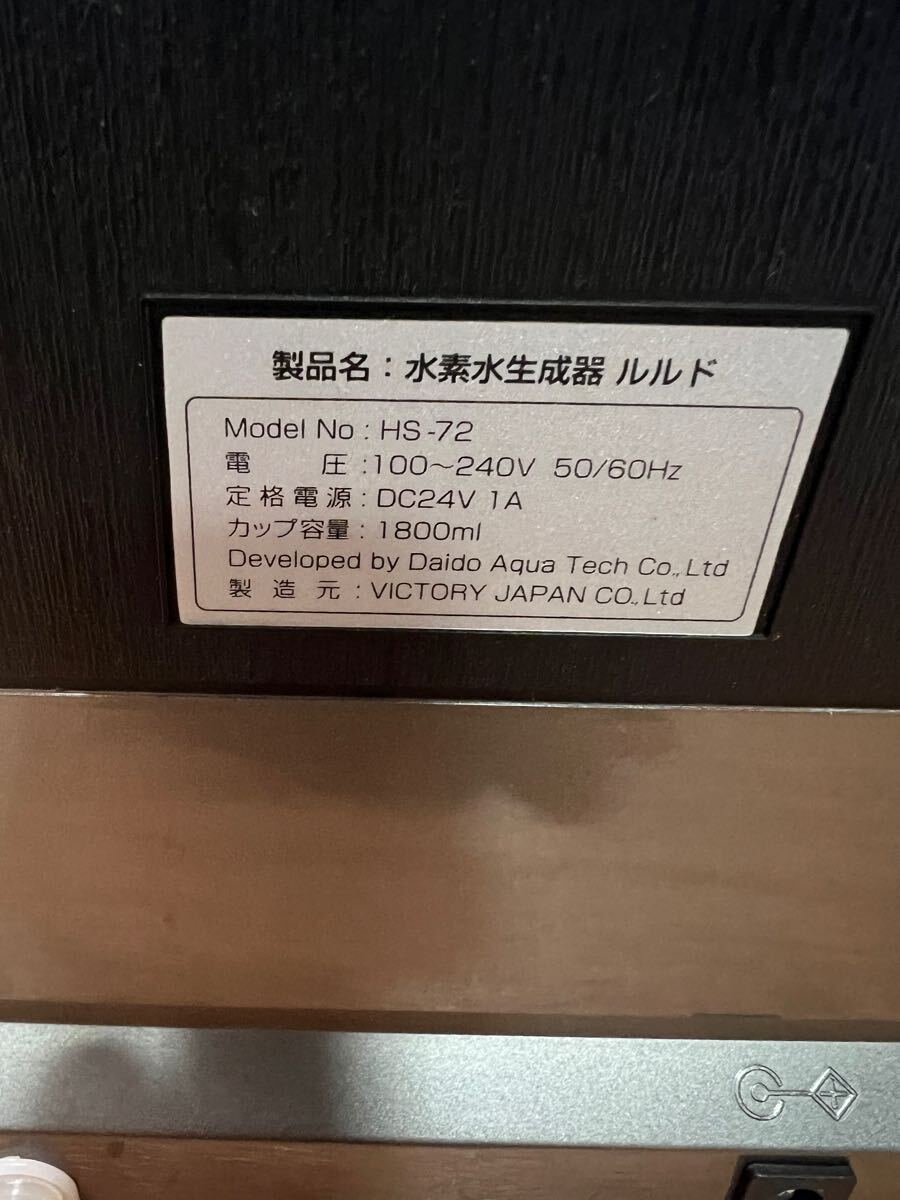 製品名：水素水生成器 ルルド
Model No : HS-72
電　　圧 :100～240V 50/60Hz
定格電源 : DC24V 1A
カップ容量 : 1800ml
Developed by Daido Aqua Tech Co.,Ltd
製 造 元 : VICTORY JAPAN CO.,Ltd